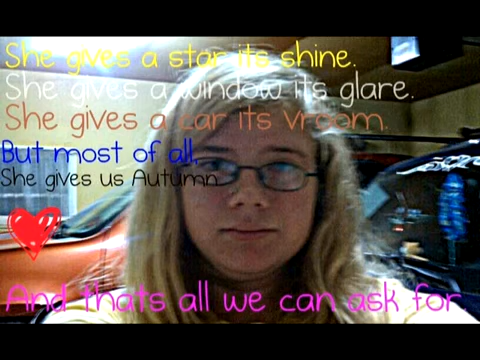 She gives a star its shine.
She gives a window its glare.
She gives a car its vroom.
But most of all,
She gives us Autumn.
And thats all we can ask for.